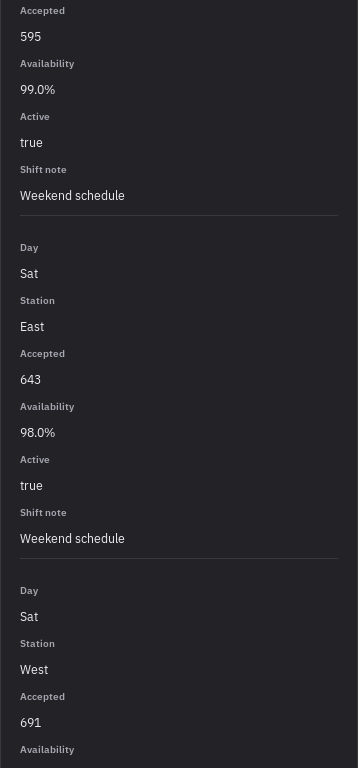 Accepted
595
Availability
99.0%
Active
true
Shift note
Weekend schedule
Day
Sat
Station
East
Accepted
643
Availability
98.0%
Active
true
Shift note
Weekend schedule
Day
Sat
Station
West
Accepted
691
Availability